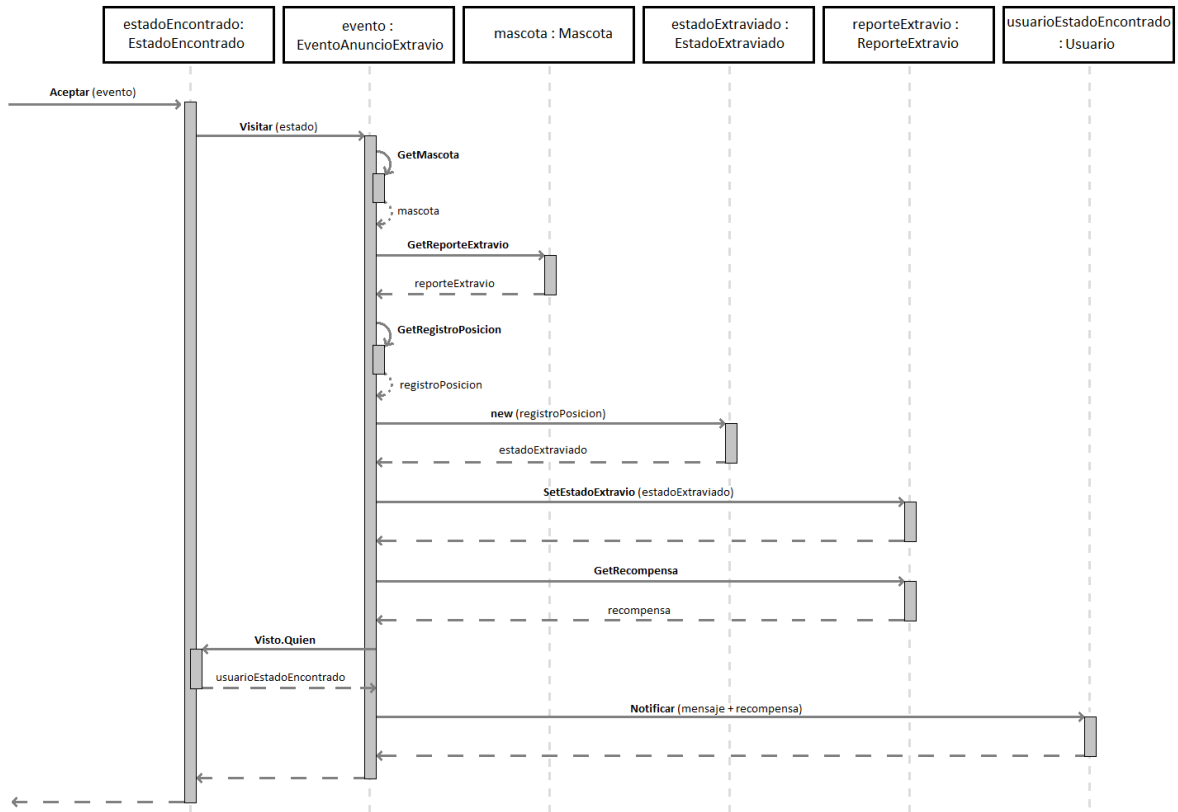 estadoEncontrado:
EstadoEncontrado
evento :
EventoAnuncioExtravio
mascota : Mascota
estadoExtraviado :
EstadoExtraviado
reporteExtravio :
ReporteExtravio
usuarioEstadoEncontrado
: Usuario
Aceptar (evento)
Visitar (estado)
GetMascota
mascota
GetReporteExtravio
reporteExtravio
GetRegistroPosicion
registroPosicion
new (registroPosicion)
estadoExtraviado
SetEstadoExtravio (estadoExtraviado)
GetRecompensa
recompensa
Visto.Quien
usuarioEstadoEncontrado
Notificar (mensaje + recompensa)